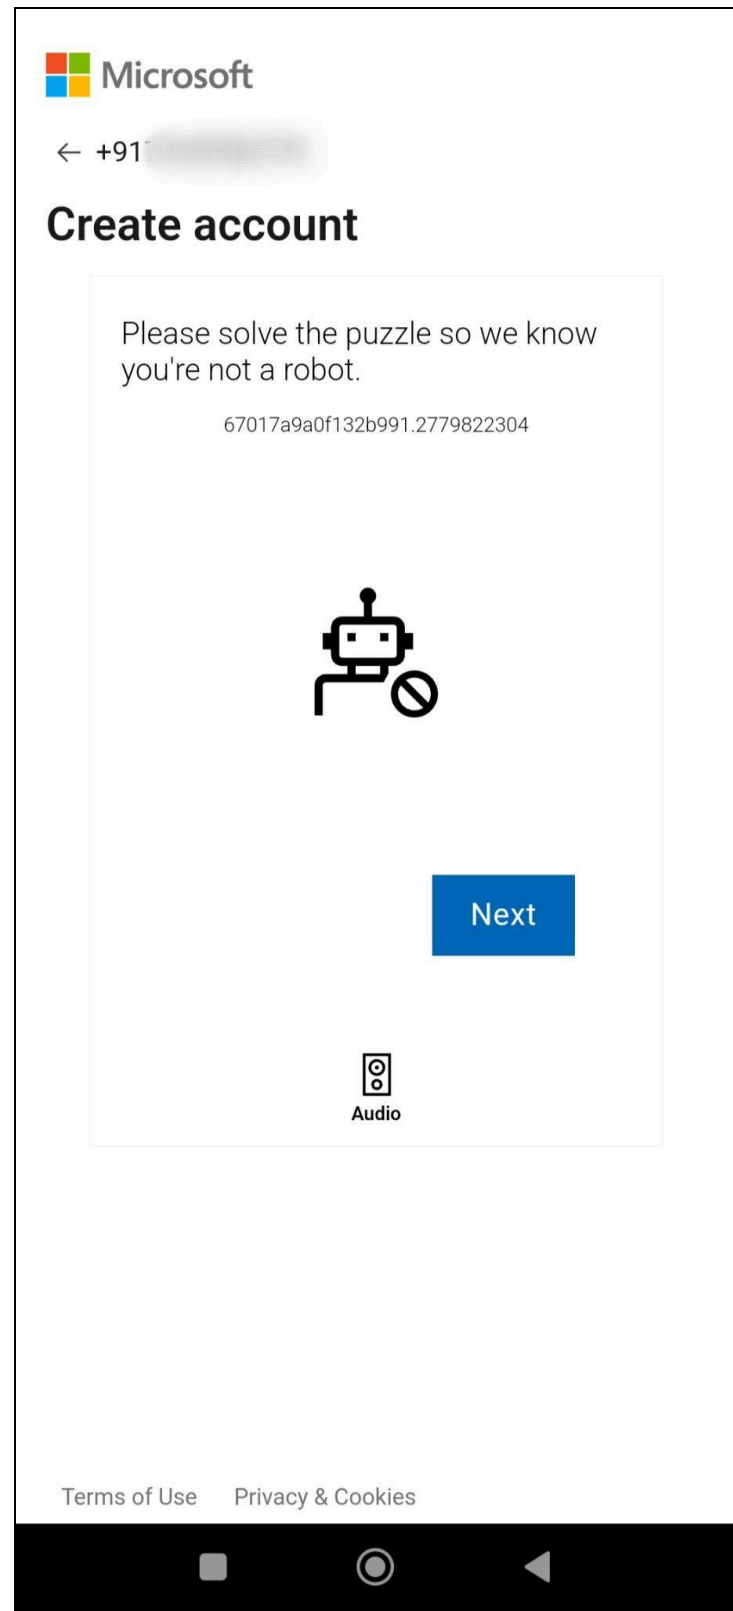 Microsoft
← +91
Create account
Please solve the puzzle so we know
you're not a robot.
67017a9a0f132b991.2779822304
Next
Audio
Terms of Use Privacy & Cookies